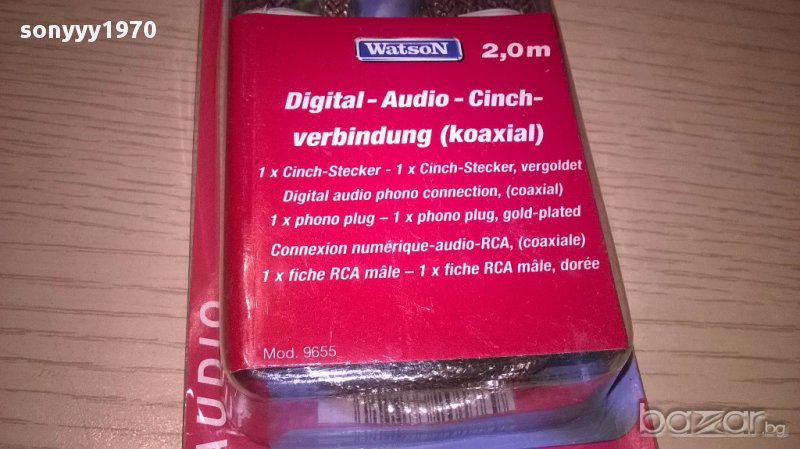 sonyyy1970
WatsoN 2,0m
Digital-Audio-Cinch-
verbindung (koaxial)
1 x Cinch-Stecker - 1 x Cinch-Stecker, vergoldet
Digital audio phono connection, (coaxial)
1 x phono plug – 1 x phono plug, gold-plated
Connexion numérique-audio-RCA, (coaxiale)
1 x fiche RCA mâle – 1 x fiche RCA mâle, dorée
Mod. 9655
AUDIO
bazar.bg